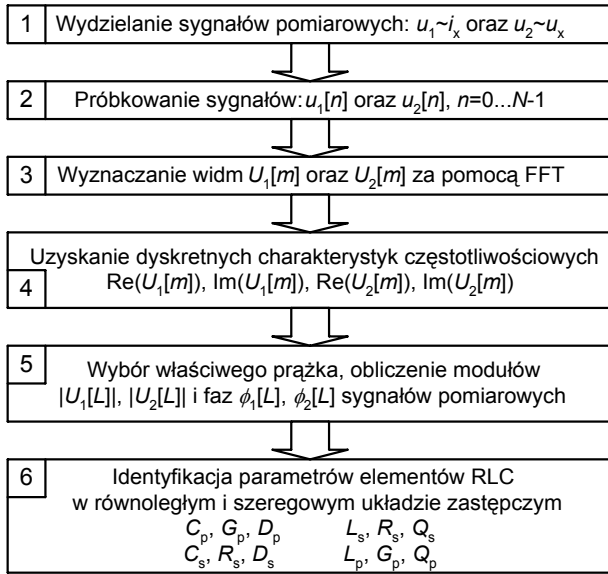 1 Wydzielanie sygnałów pomiarowych: u₁~iₓ oraz u₂~uₓ
2 Próbkowanie sygnałów: u₁[n] oraz u₂[n], n=0...N-1
3 Wyznaczanie widm U₁[m] oraz U₂[m] za pomocą FFT
Uzyskanie dyskretnych charakterystyk częstotliwościowych
4 Re(U₁[m]), Im(U₁[m]), Re(U₂[m]), Im(U₂[m])
5 Wybór właściwego prążka, obliczenie modułów
|U₁[L]|, |U₂[L]| i faz ϕ₁[L], ϕ₂[L] sygnałów pomiarowych
6 Identyfikacja parametrów elementów RLC
w równoległym i szeregowym układzie zastępczym
Cₚ, Gₚ, Dₚ Lₛ, Rₛ, Qₛ
Cₛ, Rₛ, Dₛ Lₚ, Gₚ, Qₚ